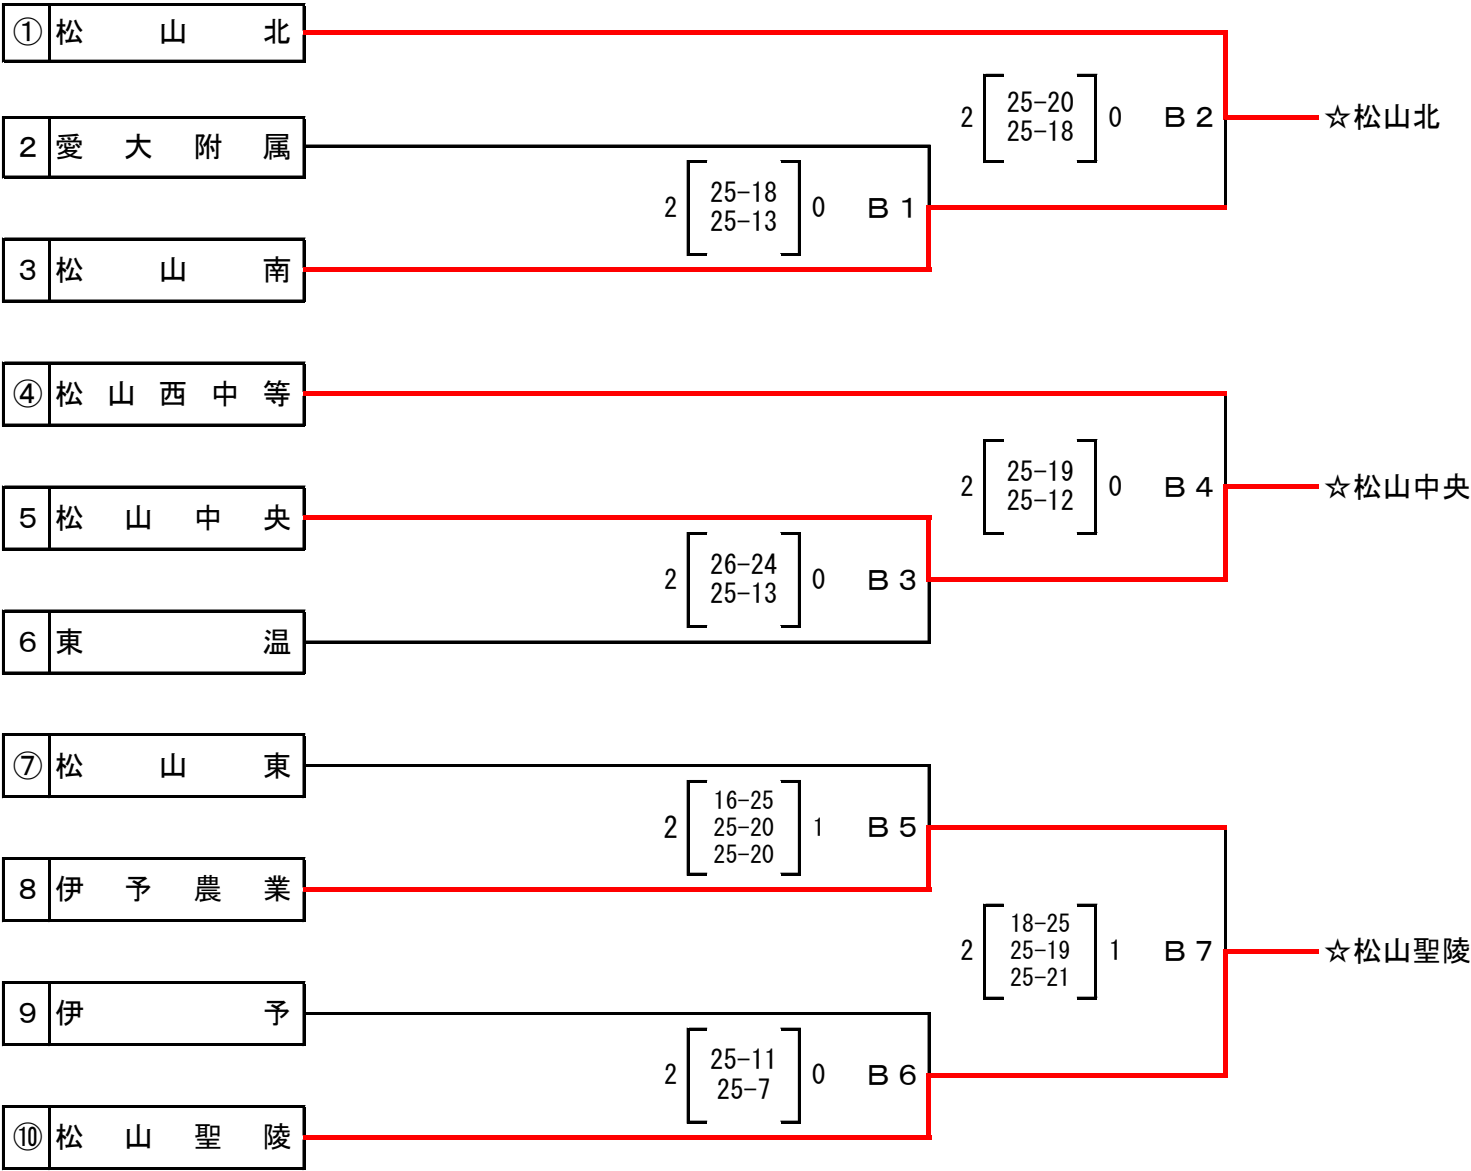 ① 松山北
25-20
2 0 B2 ☆松山北
25-18
2 愛大附属
25-18
2 0 B1
25-13
3 松山南
④ 松山西中等
25-19
2 0 B4 ☆松山中央
25-12
5 松山中央
26-24
2 0 B3
25-13
6 東温
⑦ 松山東
16-25
2 25-20 1 B5
25-20
8 伊予農業
18-25
2 25-19 1 B7 ☆松山聖陵
25-21
9 伊予
25-11
2 0 B6
25-7
⑩ 松山聖陵